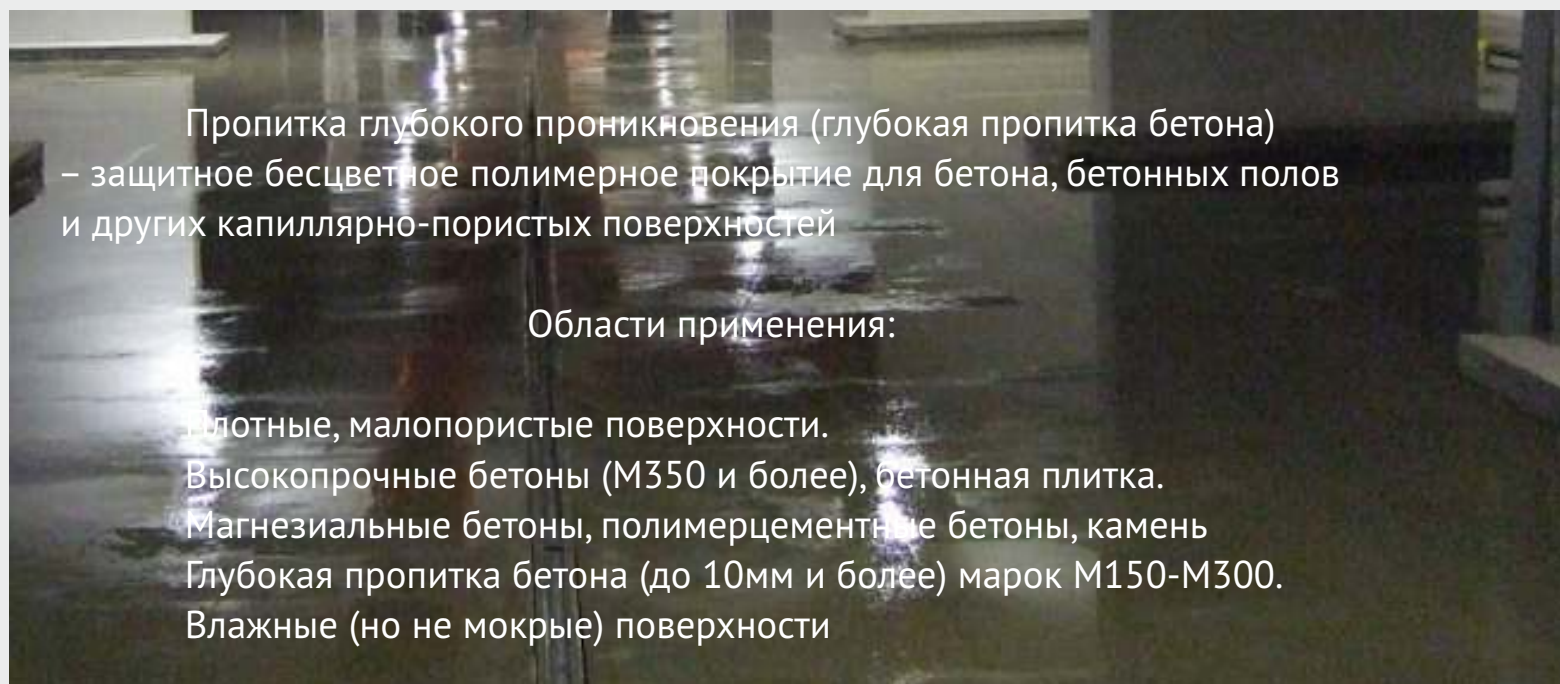 Пропитка глубокого проникновения (глубокая пропитка бетона)
– защитное бесцветное полимерное покрытие для бетона, бетонных полов
и других капиллярно-пористых поверхностей
Области применения:
Плотные, малопористые поверхности.
Высокопрочные бетоны (М350 и более), бетонная плитка.
Магнезиальные бетоны, полимерцементные бетоны, камень
Глубокая пропитка бетона (до 10мм и более) марок М150-М300.
Влажные (но не мокрые) поверхности